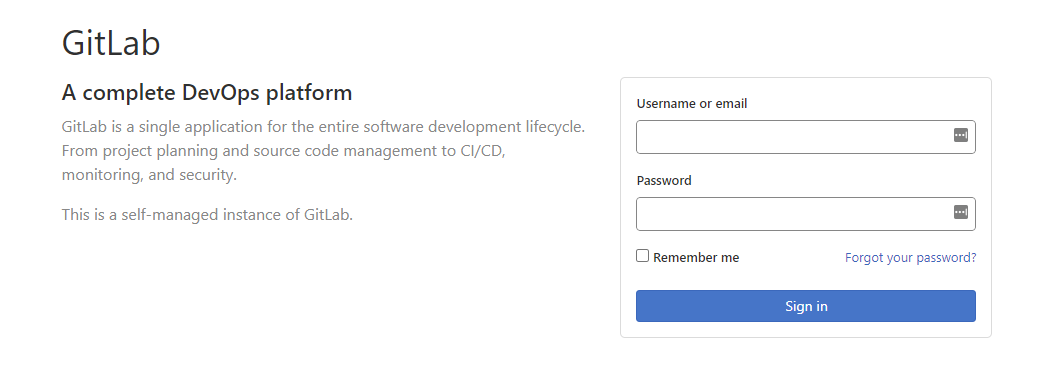 GitLab
A complete DevOps platform
GitLab is a single application for the entire software development lifecycle.
From project planning and source code management to CI/CD,
monitoring, and security.
This is a self-managed instance of GitLab.
Username or email
Password
Remember me
Forgot your password?
Sign in